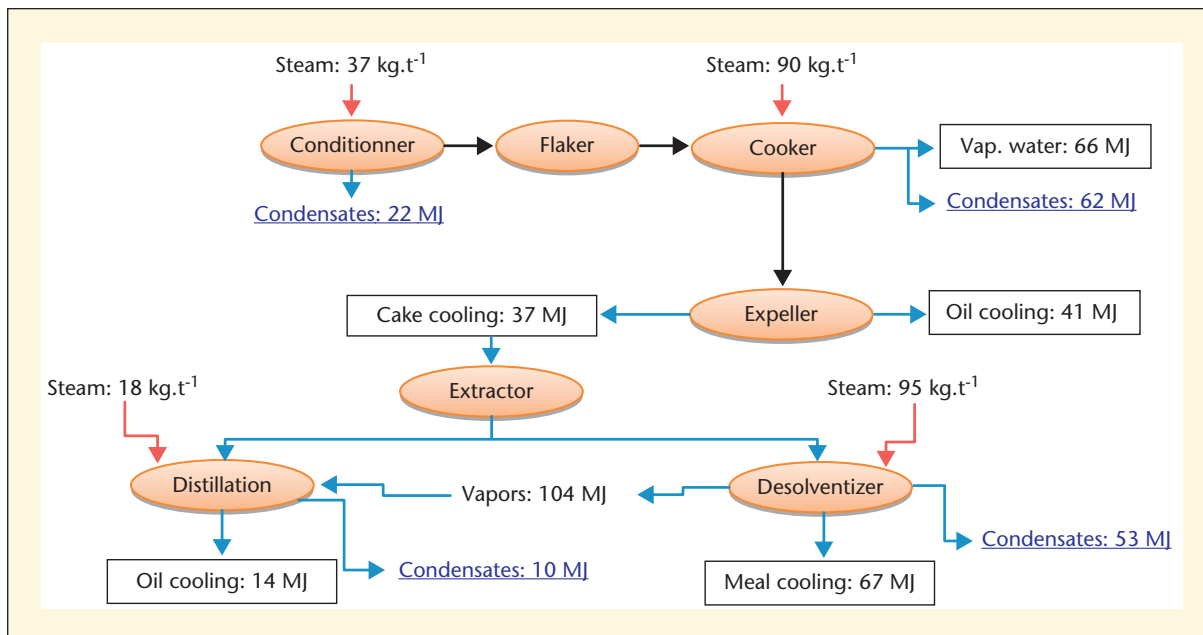 Steam: 37 kg.t⁻¹
Steam: 90 kg.t⁻¹
Conditionner
Flaker
Cooker
Vap. water: 66 MJ
Condensates: 22 MJ
Condensates: 62 MJ
Cake cooling: 37 MJ
Expeller
Oil cooling: 41 MJ
Steam: 18 kg.t⁻¹
Extractor
Steam: 95 kg.t⁻¹
Distillation
Vapors: 104 MJ
Desolventizer
Condensates: 53 MJ
Oil cooling: 14 MJ
Condensates: 10 MJ
Meal cooling: 67 MJ